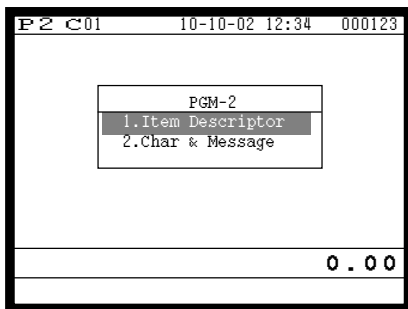 P2 C01 10-10-02 12:34 000123
PGM-2
1.Item Descriptor
2.Char & Message
0.00